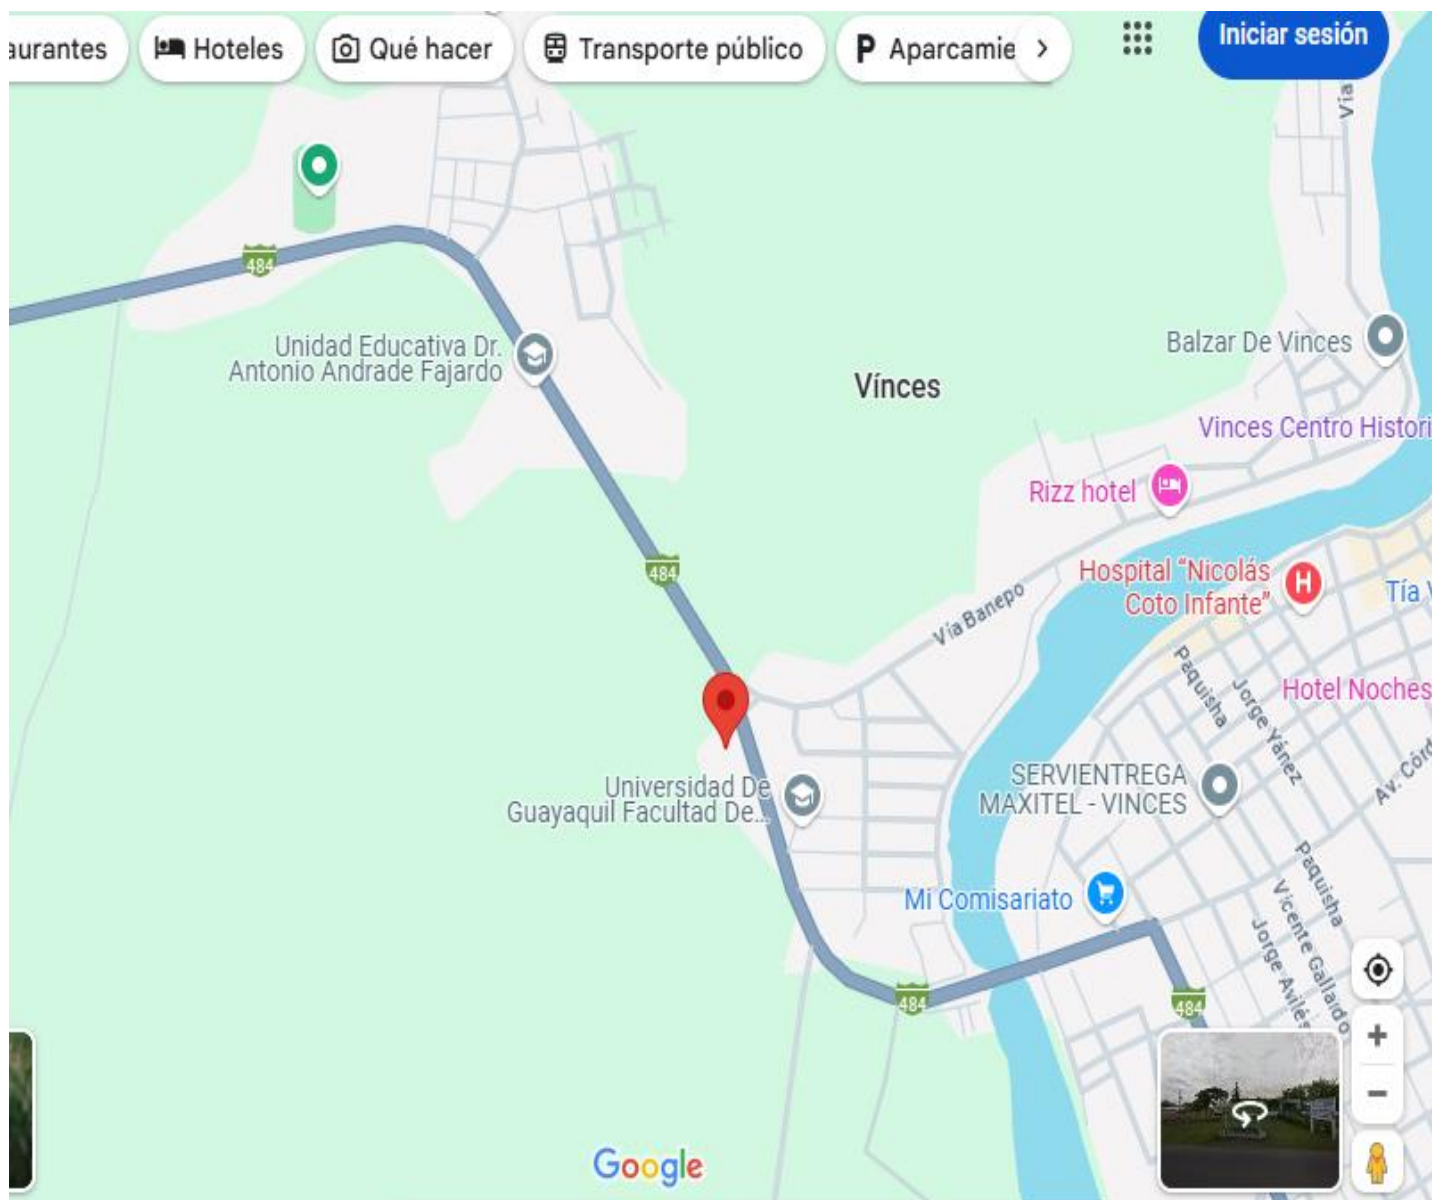 aurantes
Hoteles
Qué hacer
Transporte público
P Aparcamie
Iniciar sesión
Vía
484
Unidad Educativa Dr.
Antonio Andrade Fajardo
Balzar De Vinces
Vínces
Vinces Centro Histori
Rizz hotel
484
Hospital “Nicolás
Coto Infante”
H
Tía V
Vía Banepo
Paquisha
Jorge Yánez
Hotel Noches
Av. Córd
Universidad De
Guayaquil Facultad De...
SERVIENTREGA
MAXITEL - VINCES
Mi Comisariato
Paquisha
Vicente Gallardo
Jorge Avilés
484
484
Google